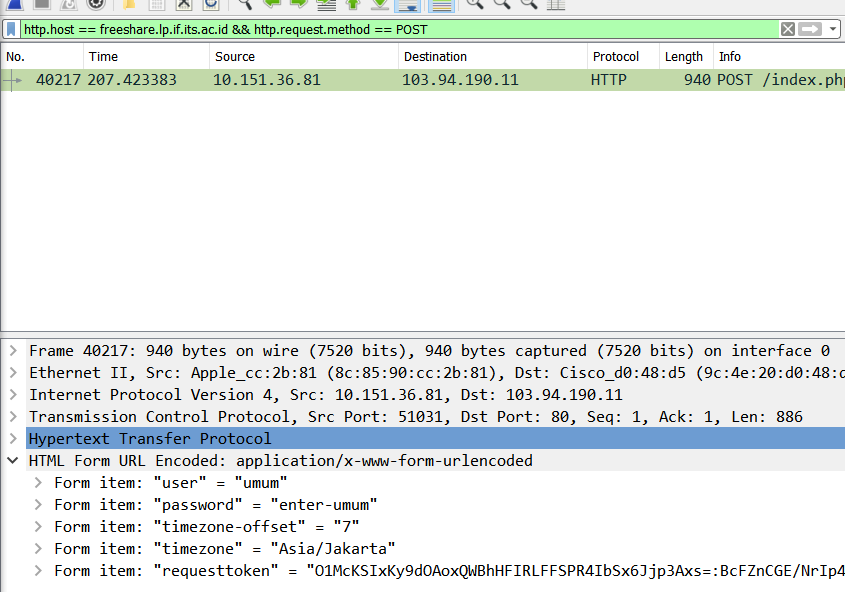 http.host == freeshare.lp.if.its.ac.id && http.request.method == POST
No. Time Source Destination Protocol Length Info
40217 207.423383 10.151.36.81 103.94.190.11 HTTP 940 POST /index.php
Frame 40217: 940 bytes on wire (7520 bits), 940 bytes captured (7520 bits) on interface 0
Ethernet II, Src: Apple_cc:2b:81 (8c:85:90:cc:2b:81), Dst: Cisco_d0:48:d5 (9c:4e:20:d0:48:d
Internet Protocol Version 4, Src: 10.151.36.81, Dst: 103.94.190.11
Transmission Control Protocol, Src Port: 51031, Dst Port: 80, Seq: 1, Ack: 1, Len: 886
Hypertext Transfer Protocol
HTML Form URL Encoded: application/x-www-form-urlencoded
Form item: "user" = "umum"
Form item: "password" = "enter-umum"
Form item: "timezone-offset" = "7"
Form item: "timezone" = "Asia/Jakarta"
Form item: "requesttoken" = "O1McKSIxKy9dOAoxQWBhHFIRLFFSPR4IbSx6Jjp3Axs=:BcFZnCGE/NrIp4